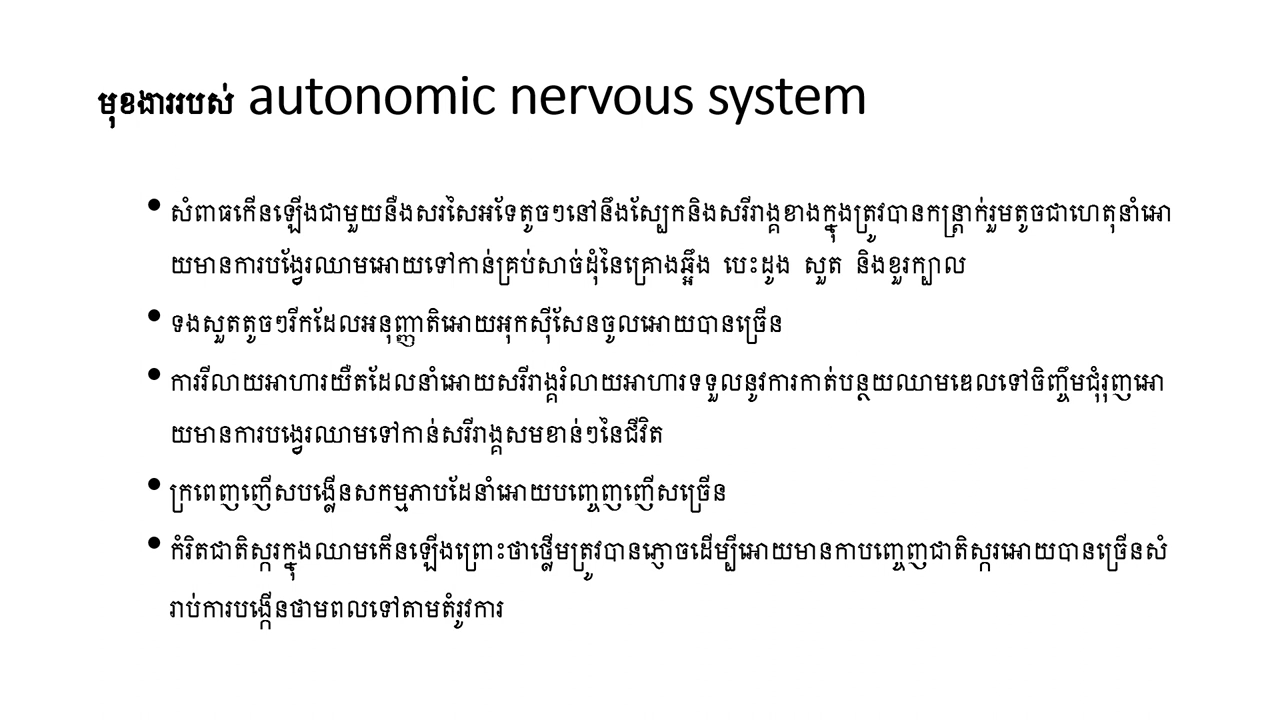 មុខងាររបស់ autonomic nervous system
• សំពាធកើនឡើងជាមួយនឹងសរសៃអទែតូចៗនៅនឹងស្បែកនិងសរីរាង្គខាងក្នុងត្រូវបានកន្ត្រាក់រួមតូចជាហេតុនាំអោ
យមានការបង្វែរឈាមអោយទៅកាន់គ្រប់សាច់ដុំនៃគ្រោងឆ្អឹង បេះដូង សួត និងខួរក្បាល
• ទងសួតតូចៗរីកដែលអនុញ្ញាតិអោយអុកស៊ីសែនចូលអោយបានច្រើន
• ការរីលាយអាហារយឺតដែលនាំអោយសរីរាង្គរំលាយអាហារទទួលនូវការកាត់បន្ថយឈាមឌេលទៅចិញ្ចឹមជុំរុញអោ
យមានការបង្វេរឈាមទៅកាន់សរីរាង្គសមខាន់ៗនៃជីវិត
• ក្រពេញញើសបង្កើនសកម្មភាបដែនាំអោយបញ្ចេញញើសច្រើន
• កំរិតជាតិស្ករក្នុងឈាមកើនឡើងព្រោះថាថ្លើមត្រូវបានភ្ញោចដើម្បីអោយមានកាបញ្ចេញជាតិស្ករអោយបានច្រើនសំ
រាប់ការបង្កើនថាមពលទៅតាមតំរូវការ